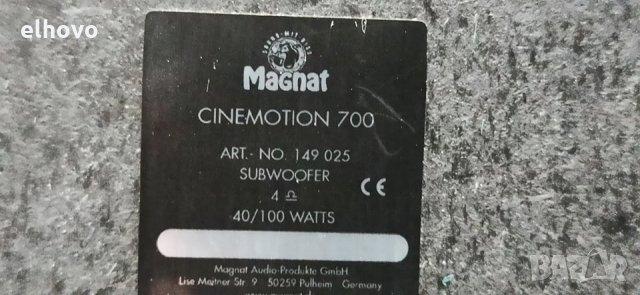 elhovo
Magnat
CINEMOTION 700
ART.- NO. 149 025
SUBWOOFER
4 Ω
40/100 WATTS
CE
Magnat Audio-Produkte GmbH
Lise Meitner Str 9 50259 Pulheim Germany
BAZAR